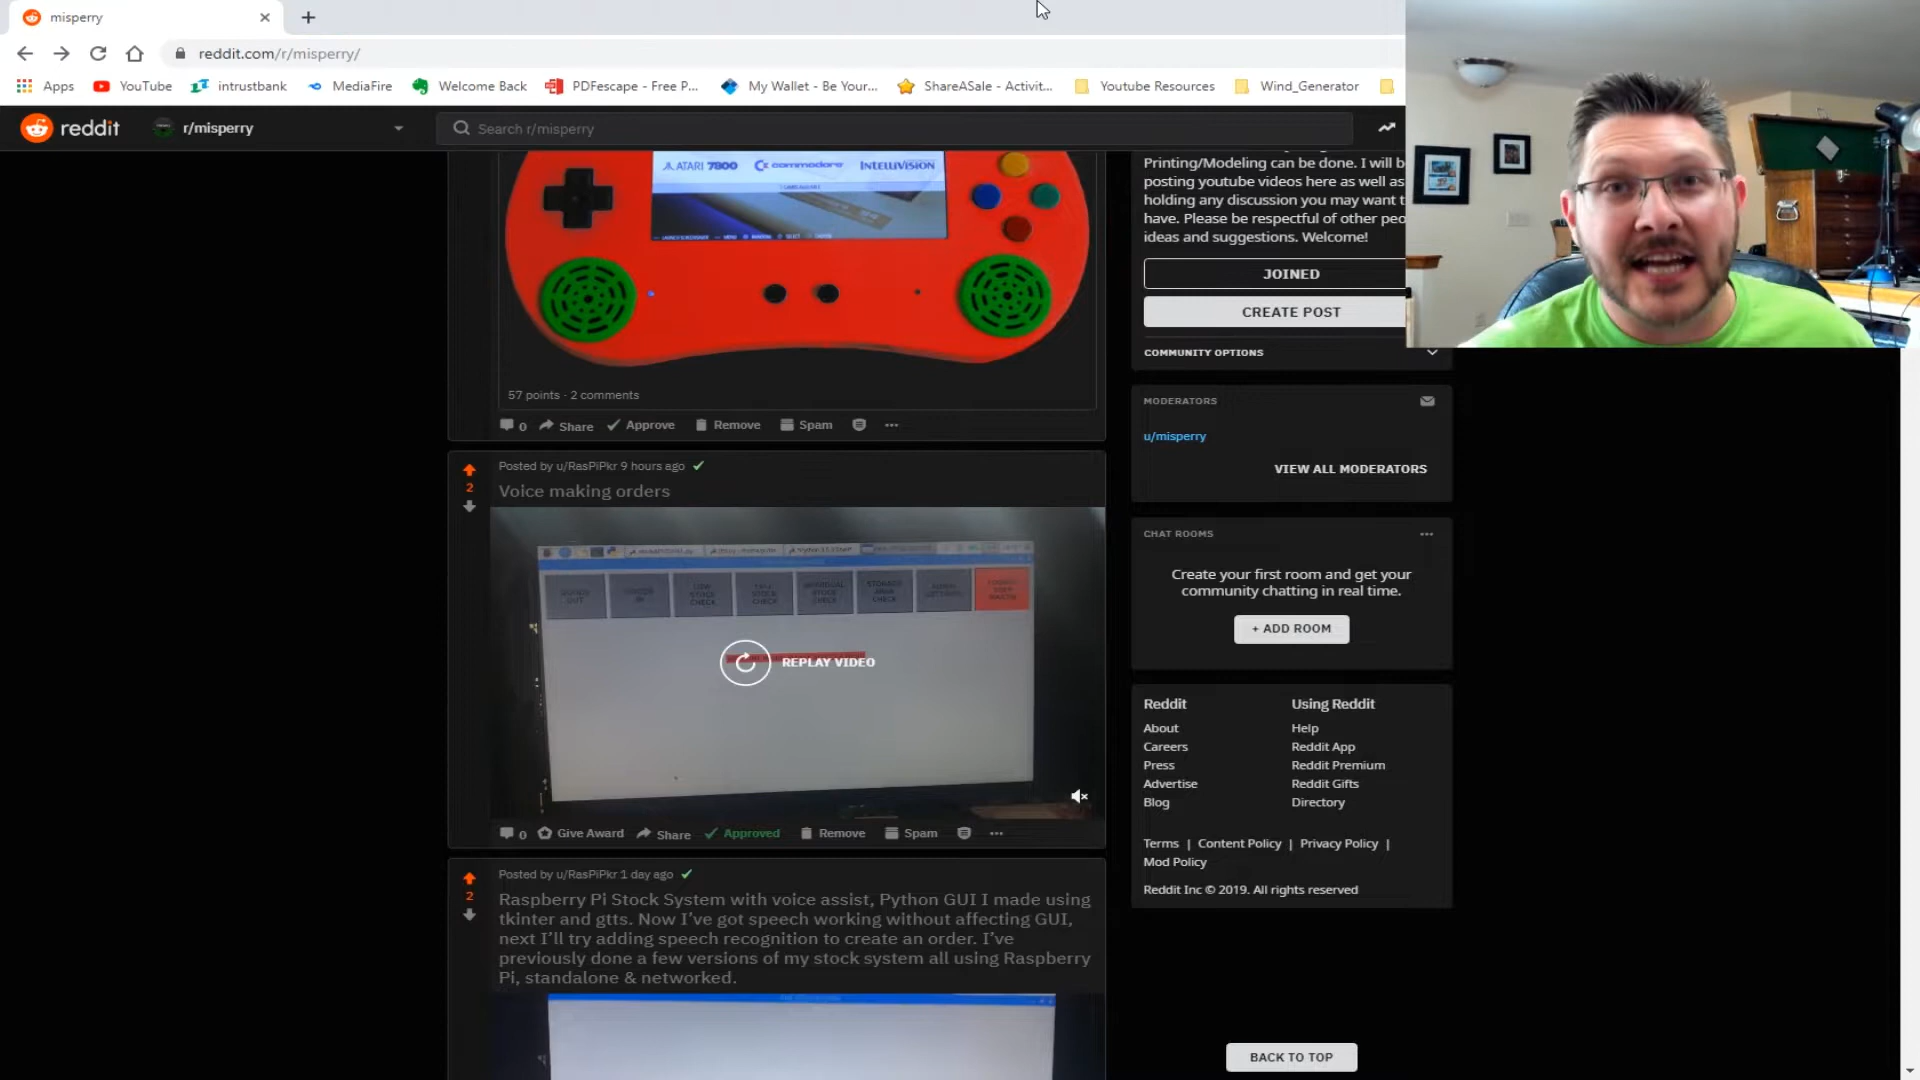 misperry
reddit.com/r/misperry/
Apps
YouTube
intrustbank
MediaFire
Welcome Back
PDFescape - Free P...
My Wallet - Be Your...
ShareASale - Activit...
Youtube Resources
Wind_Generator
reddit
r/misperry
Search r/misperry
ATARI 7800
commodore
INTELLIVISION
57 points · 2 comments
0 Share Approve Remove Spam
2
Posted by u/RasPiPkr 9 hours ago
Voice making orders
REPLAY VIDEO
0 Give Award Share Approved Remove Spam
2
Posted by u/RasPiPkr 1 day ago
Raspberry Pi Stock System with voice assist, Python GUI I made using
tkinter and gtts. Now I've got speech working without affecting GUI,
next I'll try adding speech recognition to create an order. I've
previously done a few versions of my stock system all using Raspberry
Pi, standalone & networked.
Printing/Modeling can be done. I will b
posting youtube videos here as well as
holding any discussion you may want t
have. Please be respectful of other peo
ideas and suggestions. Welcome!
JOINED
CREATE POST
COMMUNITY OPTIONS
MODERATORS
u/misperry
VIEW ALL MODERATORS
CHAT ROOMS
Create your first room and get your
community chatting in real time.
+ ADD ROOM
Reddit
About
Careers
Press
Advertise
Blog
Using Reddit
Help
Reddit App
Reddit Premium
Reddit Gifts
Directory
Terms | Content Policy | Privacy Policy |
Mod Policy
Reddit Inc © 2019. All rights reserved
BACK TO TOP